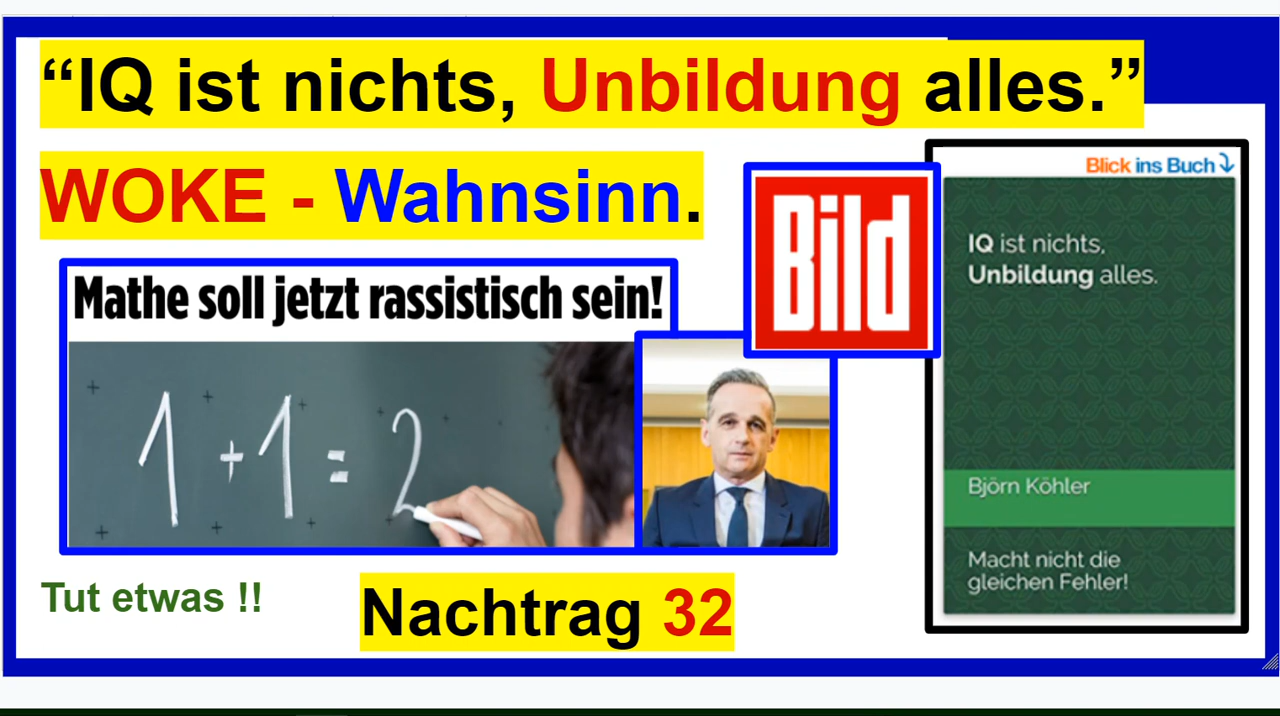 “IQ ist nichts, Unbildung alles.”
WOKE - Wahnsinn.
Mathe soll jetzt rassistisch sein!
1 + 1 = 2
Bild
Blick ins Buch
IQ ist nichts,
Unbildung alles.
Björn Köhler
Macht nicht die
gleichen Fehler!
Tut etwas !!
Nachtrag 32